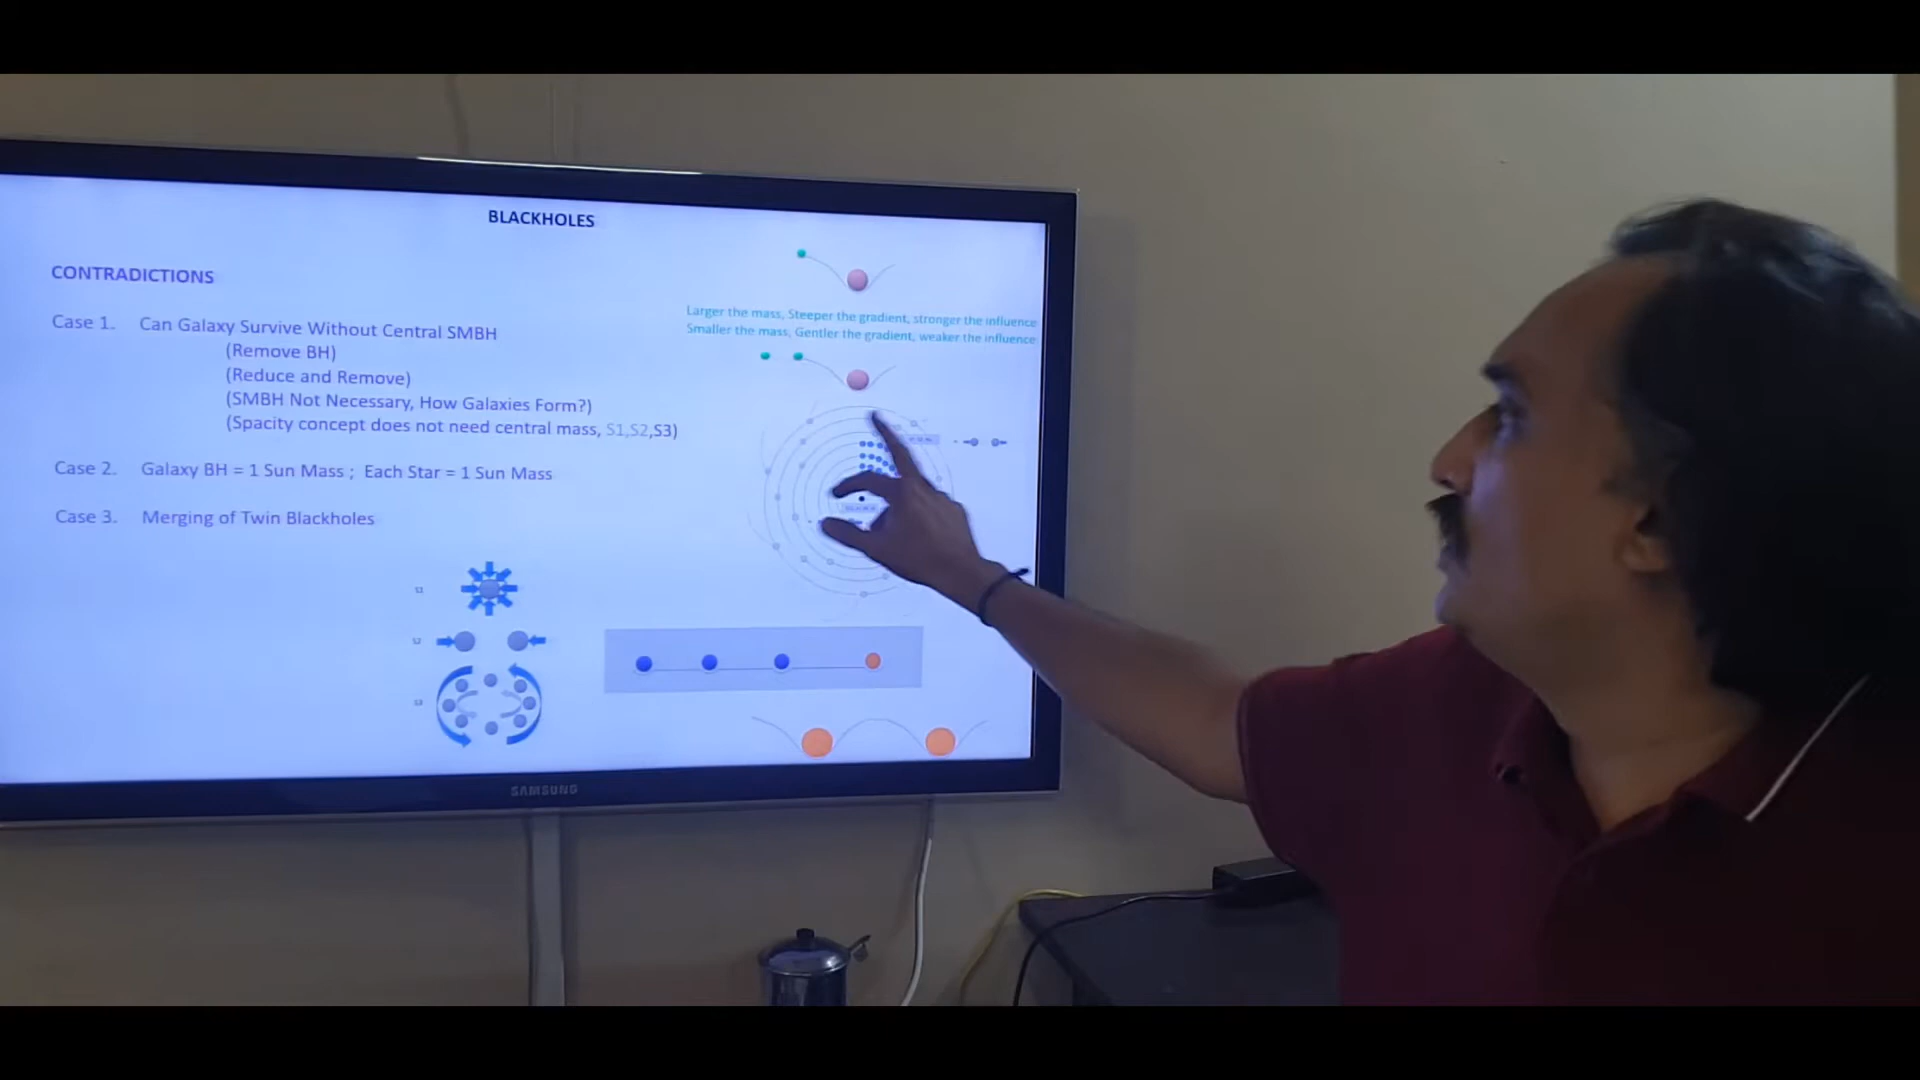 BLACKHOLES
CONTRADICTIONS
Case 1. Can Galaxy Survive Without Central SMBH
(Remove BH)
(Reduce and Remove)
(SMBH Not Necessary, How Galaxies Form?)
(Spacity concept does not need central mass, S1,S2,S3)
Case 2. Galaxy BH = 1 Sun Mass ; Each Star = 1 Sun Mass
Case 3. Merging of Twin Blackholes
Larger the mass, Steeper the gradient, stronger the influence
Smaller the mass, Gentler the gradient, weaker the influence
SAMSUNG